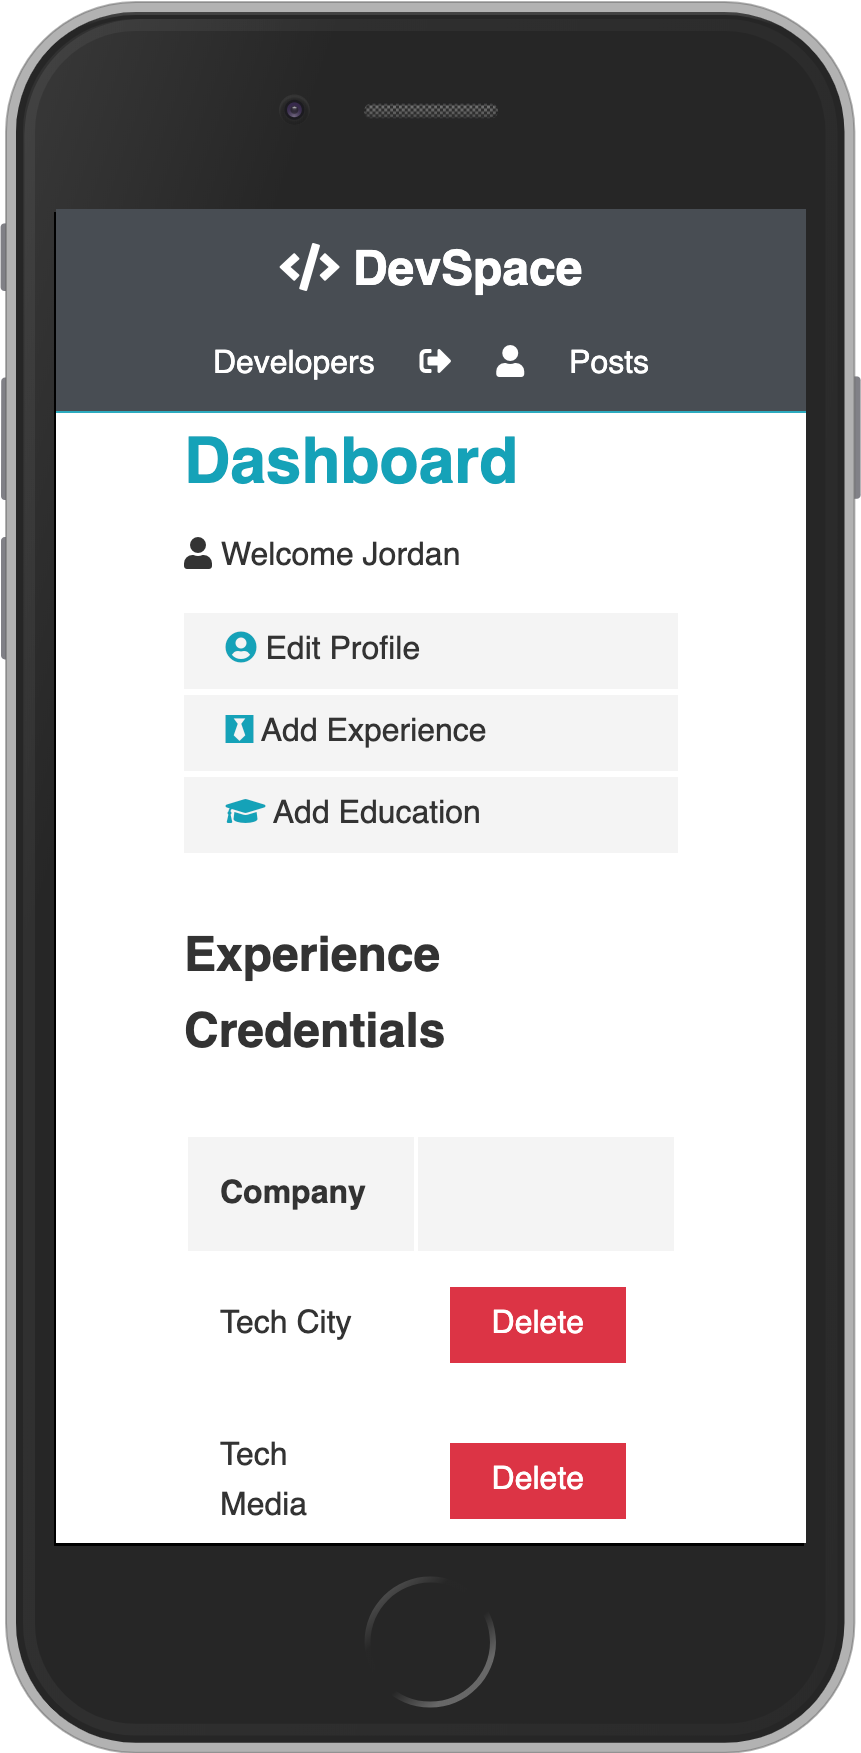 </> DevSpace
Developers Posts
Dashboard
Welcome Jordan
Edit Profile
Add Experience
Add Education
Experience
Credentials
Company
Tech City Delete
Tech
Media
Delete